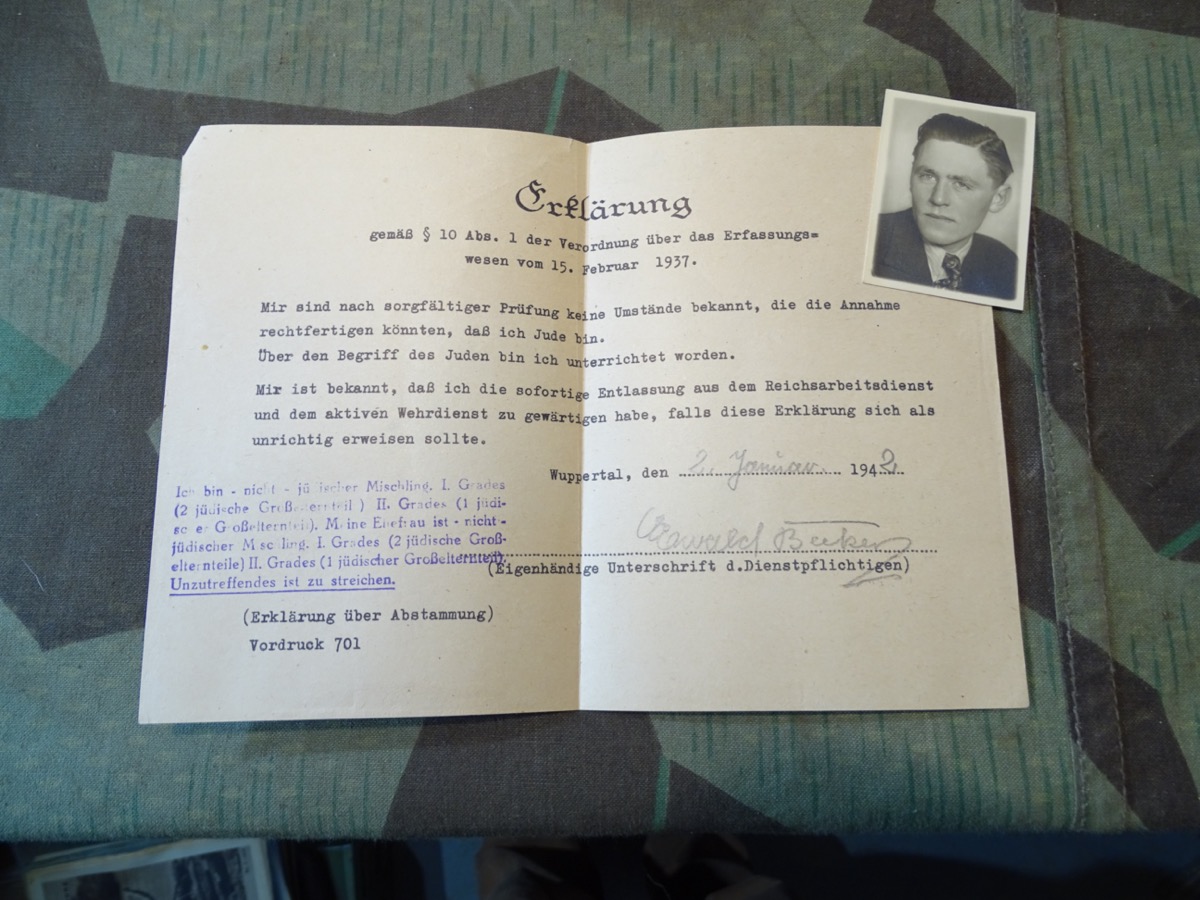 Erklärung
gemäß § 10 Abs. 1 der Verordnung über das Erfassungs=
wesen vom 15. Februar 1937.
Mir sind nach sorgfältiger Prüfung keine Umstände bekannt, die die Annahme
rechtfertigen könnten, daß ich Jude bin.
Über den Begriff des Juden bin ich unterrichtet worden.
Mir ist bekannt, daß ich die sofortige Entlassung aus dem Reichsarbeitsdienst
und dem aktiven Wehrdienst zu gewärtigen habe, falls diese Erklärung sich als
unrichtig erweisen sollte.
Wuppertal, den 2. Januar 1942.
Ich bin - nicht - jüdischer Mischling. I. Grades
(2 jüdische Großelternteil) II. Grades (1 jüdi-
scher Großelternteil). Meine Ehefrau ist - nicht -
jüdischer Mischling. I. Grades (2 jüdische Groß-
elternteile) II. Grades (1 jüdischer Großelternteil).
Unzutreffendes ist zu streichen.
Ewald
(Eigenhändige Unterschrift d.Dienstpflichtigen)
(Erklärung über Abstammung)
Vordruck 701